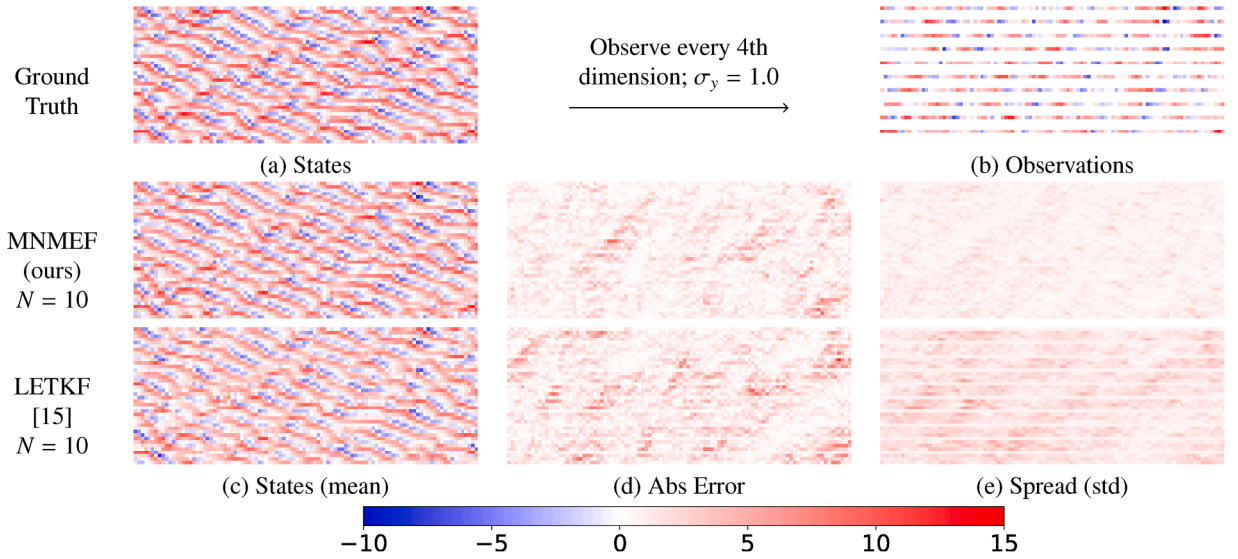 Ground
Truth
Observe every 4th
dimension; σ_y = 1.0
(a) States
(b) Observations
MNMEF
(ours)
N = 10
LETKF
[15]
N = 10
(c) States (mean)
(d) Abs Error
(e) Spread (std)
−10 −5 0 5 10 15